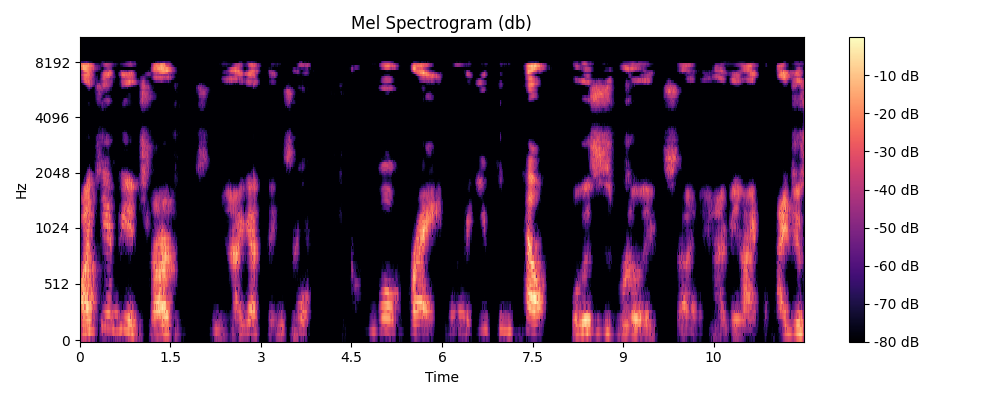 Mel Spectrogram (db)
8192
4096
2048
1024
512
0
Hz
0 1.5 3 4.5 6 7.5 9 10
Time
-10 dB
-20 dB
-30 dB
-40 dB
-50 dB
-60 dB
-70 dB
-80 dB